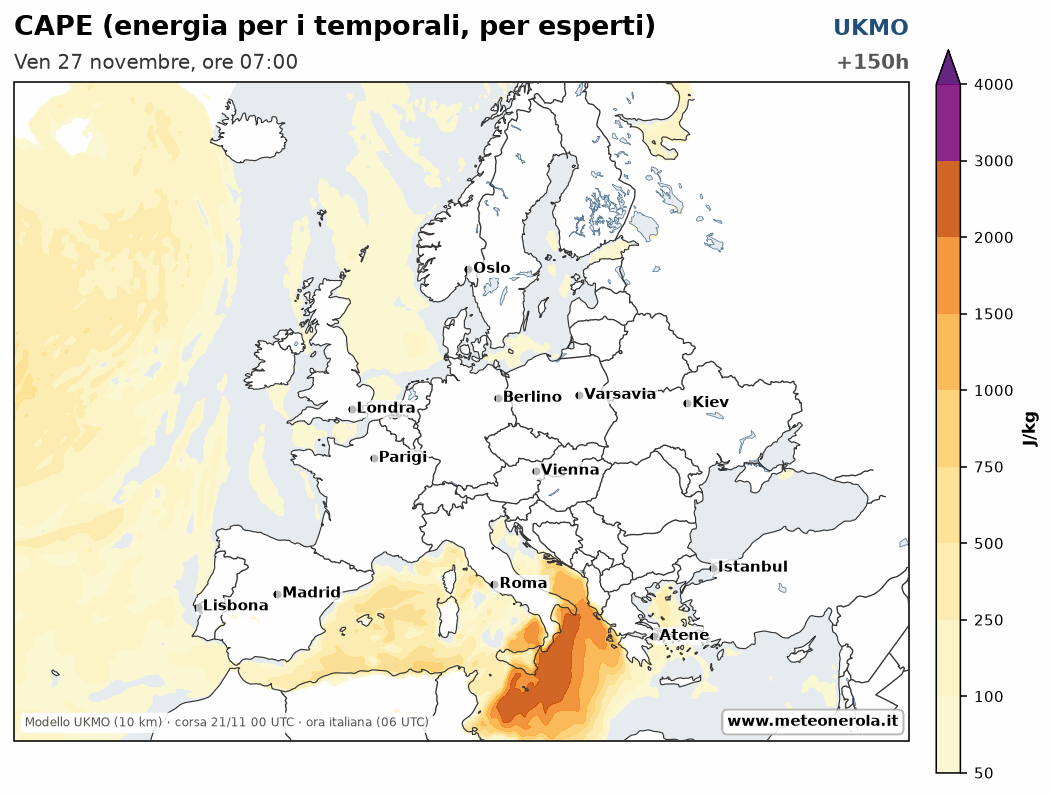 CAPE (energia per i temporali, per esperti)
UKMO
Ven 27 novembre, ore 07:00
+150h
4000
3000
2000
1500
1000
750
500
250
100
50
J/kg
Oslo
Londra
Berlino
Varsavia
Kiev
Parigi
Vienna
Istanbul
Roma
Madrid
Lisbona
Atene
Modello UKMO (10 km) · corsa 21/11 00 UTC · ora italiana (06 UTC)
www.meteonerola.it